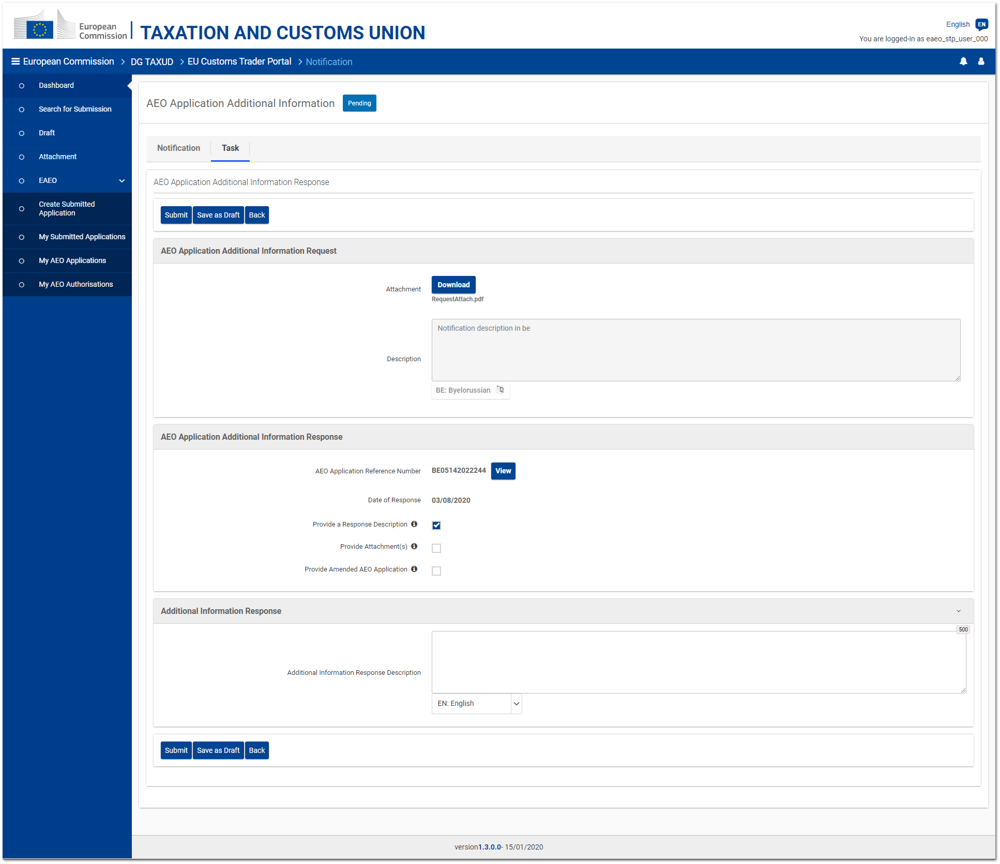 European
Commission
TAXATION AND CUSTOMS UNION
English EN
You are logged-in as eaeo_stp_user_000
European Commission > DG TAXUD > EU Customs Trader Portal > Notification
Dashboard
Search for Submission
Draft
Attachment
EAEO
Create Submitted
Application
My Submitted Applications
My AEO Applications
My AEO Authorisations
AEO Application Additional Information Pending
Notification Task
AEO Application Additional Information Response
Submit Save as Draft Back
AEO Application Additional Information Request
Attachment Download
RequestAttach.pdf
Notification description in be
Description
BE: Byelorussian
AEO Application Additional Information Response
AEO Application Reference Number BE05142022244 View
Date of Response 03/08/2020
Provide a Response Description
Provide Attachment(s)
Provide Amended AEO Application
Additional Information Response
500
Additional Information Response Description
EN: English
Submit Save as Draft Back
version1.3.0.0- 15/01/2020